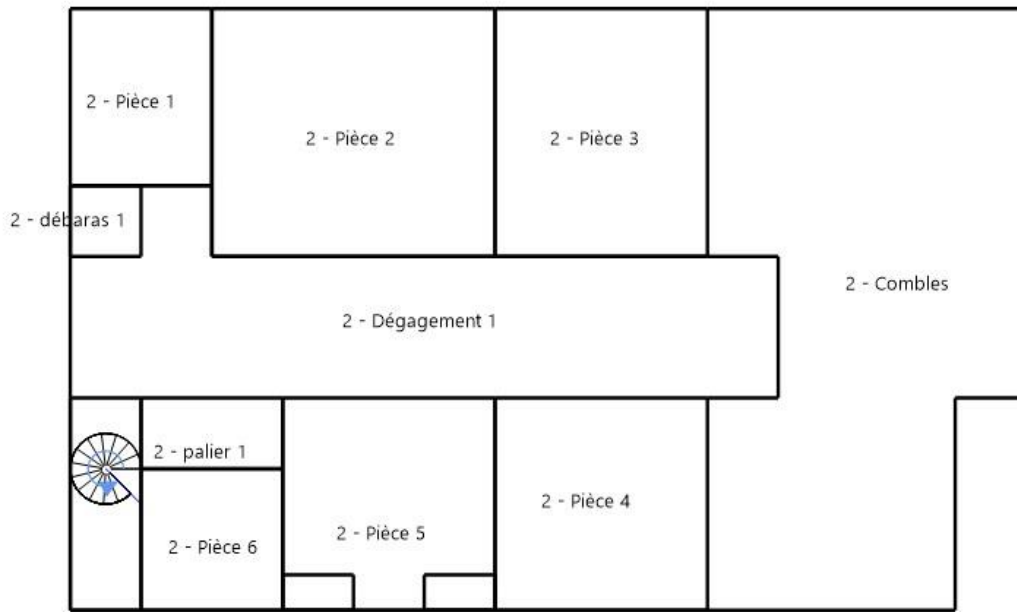 2 - Pièce 1
2 - Pièce 2
2 - Pièce 3
2 - débaras 1
2 - Combles
2 - Dégagement 1
2 - palier 1
2 - Pièce 4
2 - Pièce 5
2 - Pièce 6